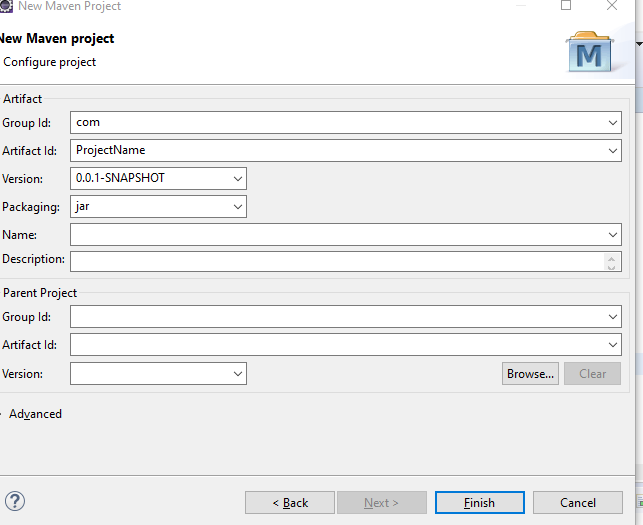 New Maven Project
New Maven project
Configure project
M
Artifact
Group Id: com
Artifact Id: ProjectName
Version: 0.0.1-SNAPSHOT
Packaging: jar
Name:
Description:
Parent Project
Group Id:
Artifact Id:
Version: Browse... Clear
Advanced
? < Back Next > Finish Cancel